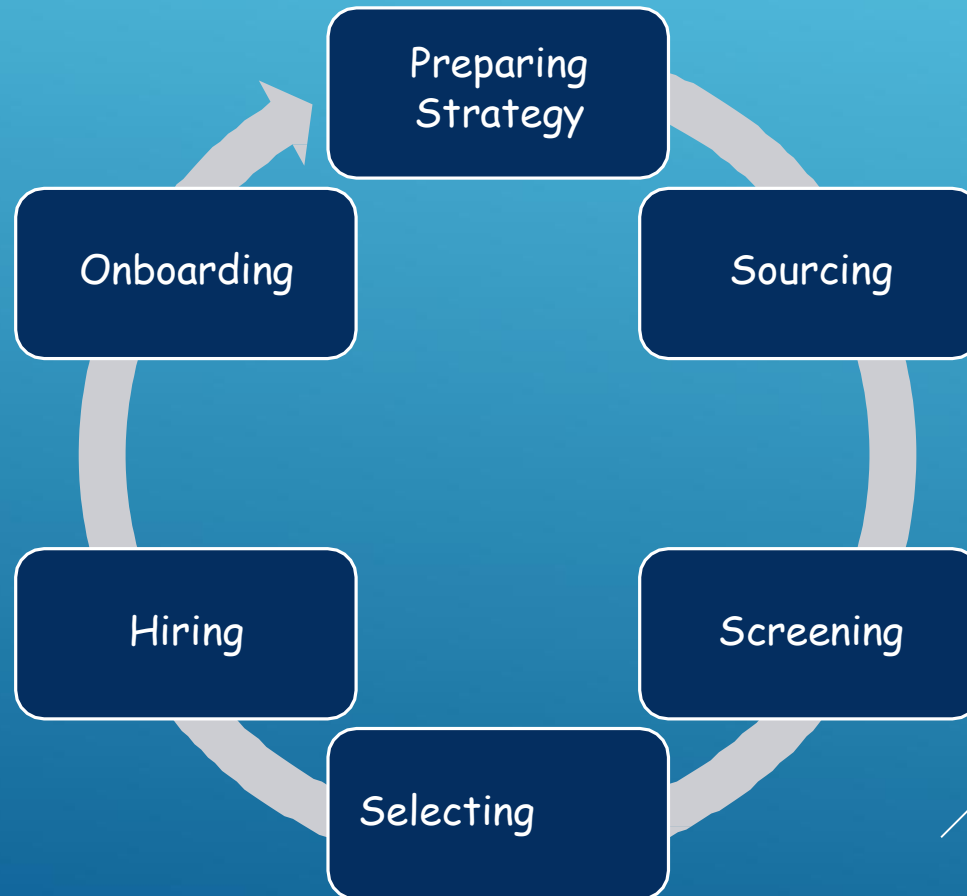 Preparing
Strategy
Sourcing
Screening
Selecting
Hiring
Onboarding